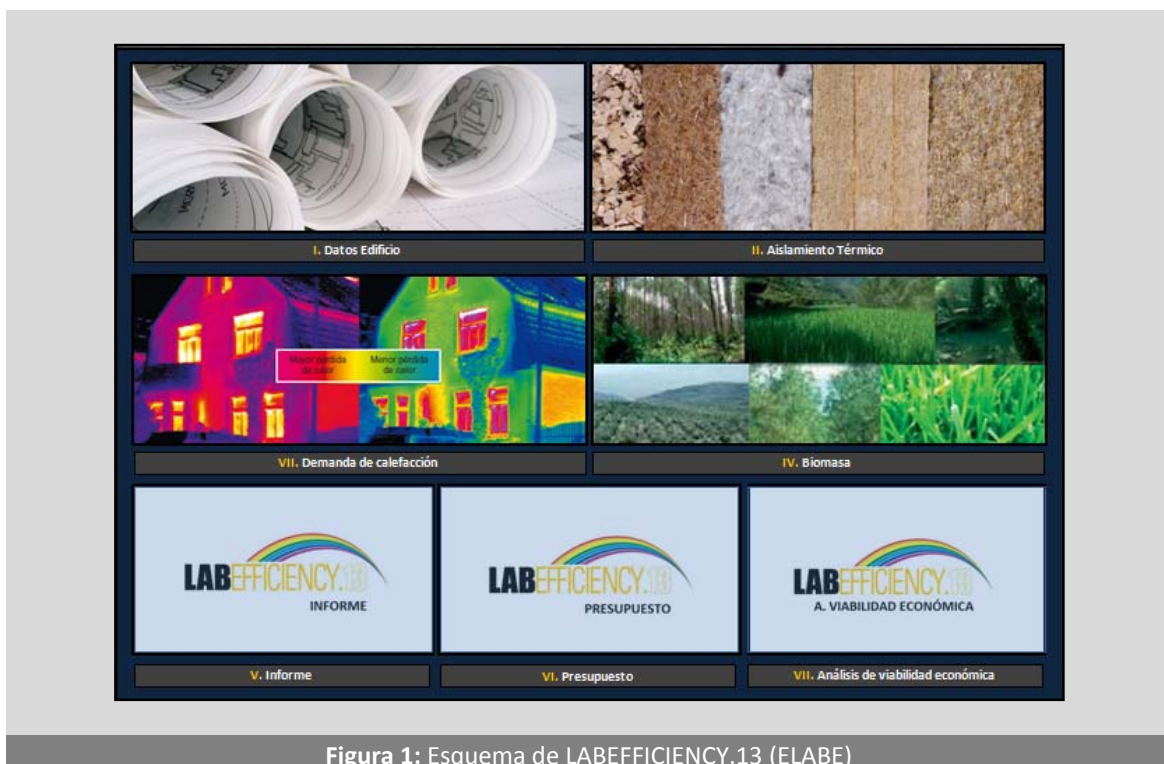 I. Datos Edificio
II. Aislamiento Térmico
Mayor pérdida
de calor
Menor pérdida
de calor
VII. Demanda de calefacción
IV. Biomasa
LABEFFICIENCY.13
INFORME
LABEFFICIENCY.13
PRESUPUESTO
LABEFFICIENCY.13
A. VIABILIDAD ECONÓMICA
V. Informe
VI. Presupuesto
VII. Análisis de viabilidad económica
Figura 1: Esquema de LABEFFICIENCY.13 (ELABE)